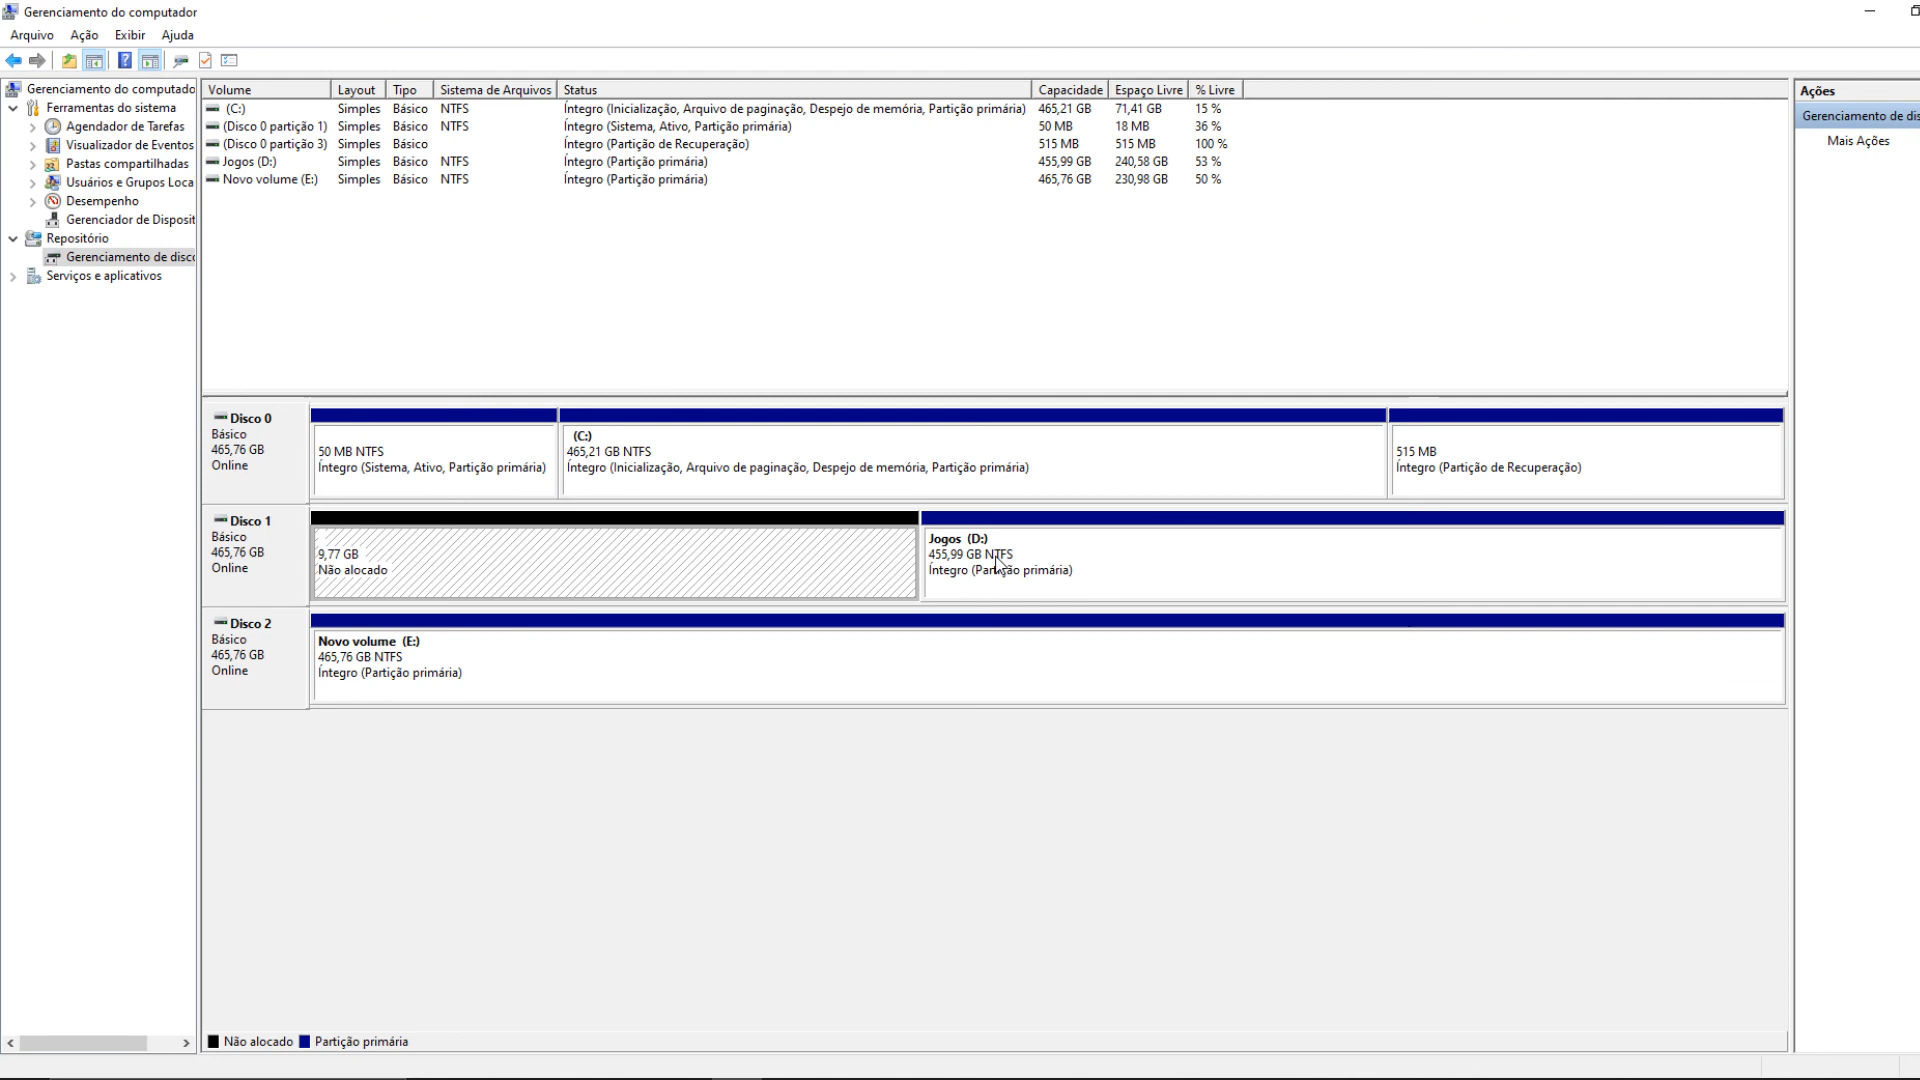 Gerenciamento do computador
Arquivo Ação Exibir Ajuda
Gerenciamento do computado
Ferramentas do sistema
Agendador de Tarefas
Visualizador de Eventos
Pastas compartilhadas
Usuários e Grupos Loca
Desempenho
Gerenciador de Disposit
Repositório
Gerenciamento de disco
Serviços e aplicativos
Volume Layout Tipo Sistema de Arquivos Status Capacidade Espaço Livre % Livre
(C:) Simples Básico NTFS Íntegro (Inicialização, Arquivo de paginação, Despejo de memória, Partição primária) 465,21 GB 71,41 GB 15 %
(Disco 0 partição 1) Simples Básico NTFS Íntegro (Sistema, Ativo, Partição primária) 50 MB 18 MB 36 %
(Disco 0 partição 3) Simples Básico Íntegro (Partição de Recuperação) 515 MB 515 MB 100 %
Jogos (D:) Simples Básico NTFS Íntegro (Partição primária) 455,99 GB 240,58 GB 53 %
Novo volume (E:) Simples Básico NTFS Íntegro (Partição primária) 465,76 GB 230,98 GB 50 %
Disco 0
Básico
465,76 GB
Online
50 MB NTFS
Íntegro (Sistema, Ativo, Partição primária)
(C:)
465,21 GB NTFS
Íntegro (Inicialização, Arquivo de paginação, Despejo de memória, Partição primária)
515 MB
Íntegro (Partição de Recuperação)
Disco 1
Básico
465,76 GB
Online
9,77 GB
Não alocado
Jogos (D:)
455,99 GB NTFS
Íntegro (Partição primária)
Disco 2
Básico
465,76 GB
Online
Novo volume (E:)
465,76 GB NTFS
Íntegro (Partição primária)
Não alocado Partição primária
Ações
Gerenciamento de dis
Mais Ações